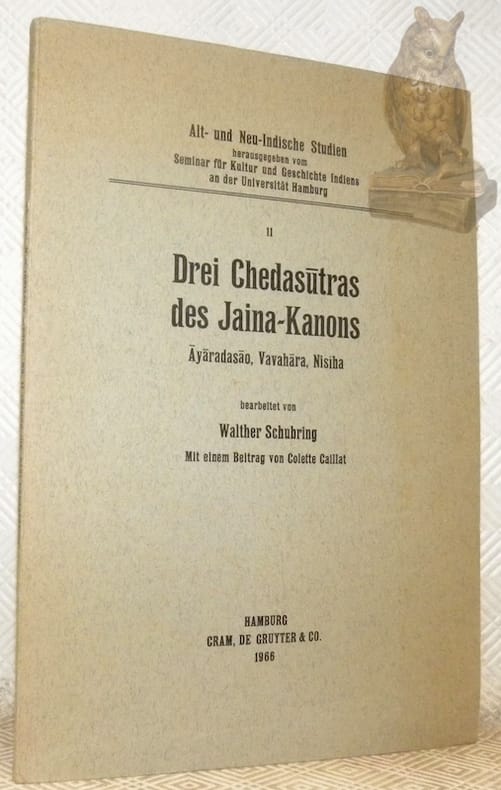 Alt- und Neu-Indische Studien
herausgegeben vom
Seminar für Kultur und Geschichte Indiens
an der Universität Hamburg
11
Drei Chedasūtras
des Jaina-Kanons
Āyāradasāo, Vavahāra, Nisīha
bearbeitet von
Walther Schubring
Mit einem Beitrag von Colette Caillat
HAMBURG
CRAM, DE GRUYTER & CO.
1966